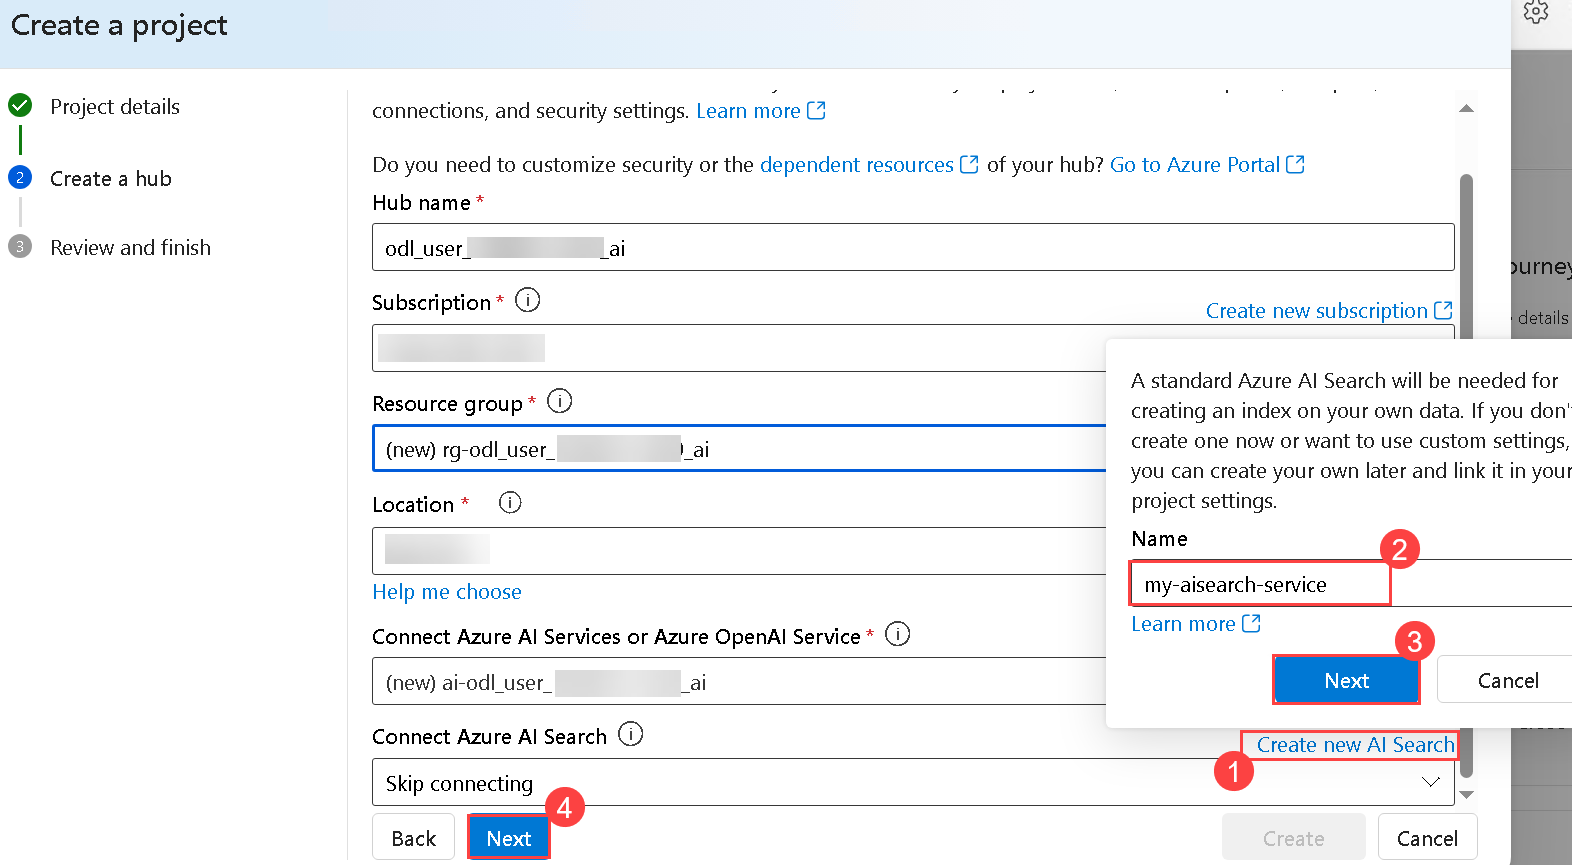 Create a project
Project details
2
Create a hub
3
Review and finish
connections, and security settings. Learn more
Do you need to customize security or the dependent resources of your hub? Go to Azure Portal
Hub name *
odl_user_ _ai
Subscription *
Create new subscription
Resource group *
(new) rg-odl_user_ _ai
Location *
Help me choose
Connect Azure AI Services or Azure OpenAI Service *
(new) ai-odl_user_ _ai
Connect Azure AI Search
Create new AI Search
1
Skip connecting
4
Back
Next
Create
Cancel
A standard Azure AI Search will be needed for
creating an index on your own data. If you don'
create one now or want to use custom settings,
you can create your own later and link it in your
project settings.
Name
2
my-aisearch-service
Learn more
3
Next
Cancel
ourney
details